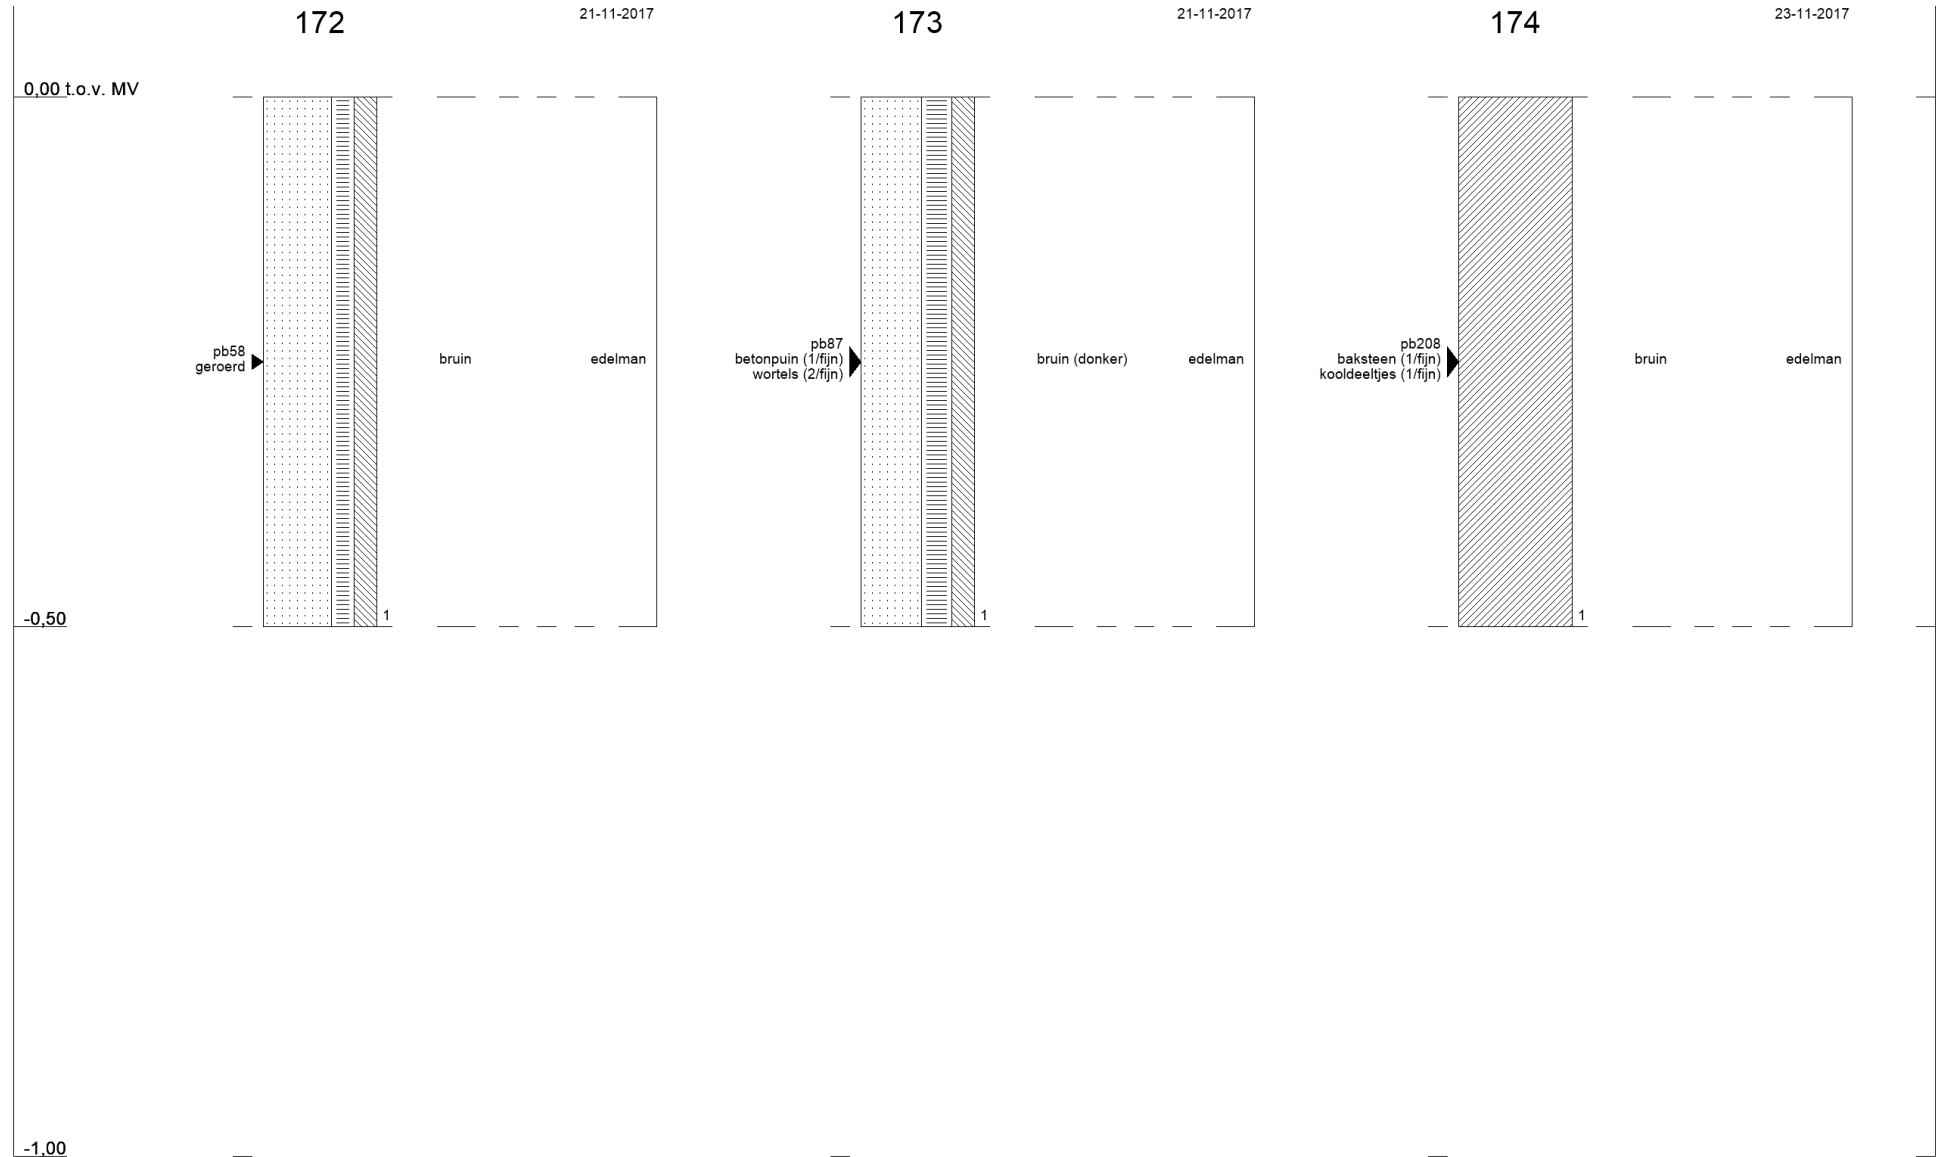 172
21-11-2017
173
21-11-2017
174
23-11-2017
0,00 t.o.v. MV
pb58
geroerd
bruin
edelman
pb87
betonpuin (1/fijn)
wortels (2/fijn)
bruin (donker)
edelman
pb208
baksteen (1/fijn)
kooldeeltjes (1/fijn)
bruin
edelman
-0,50
1
1
1
-1,00